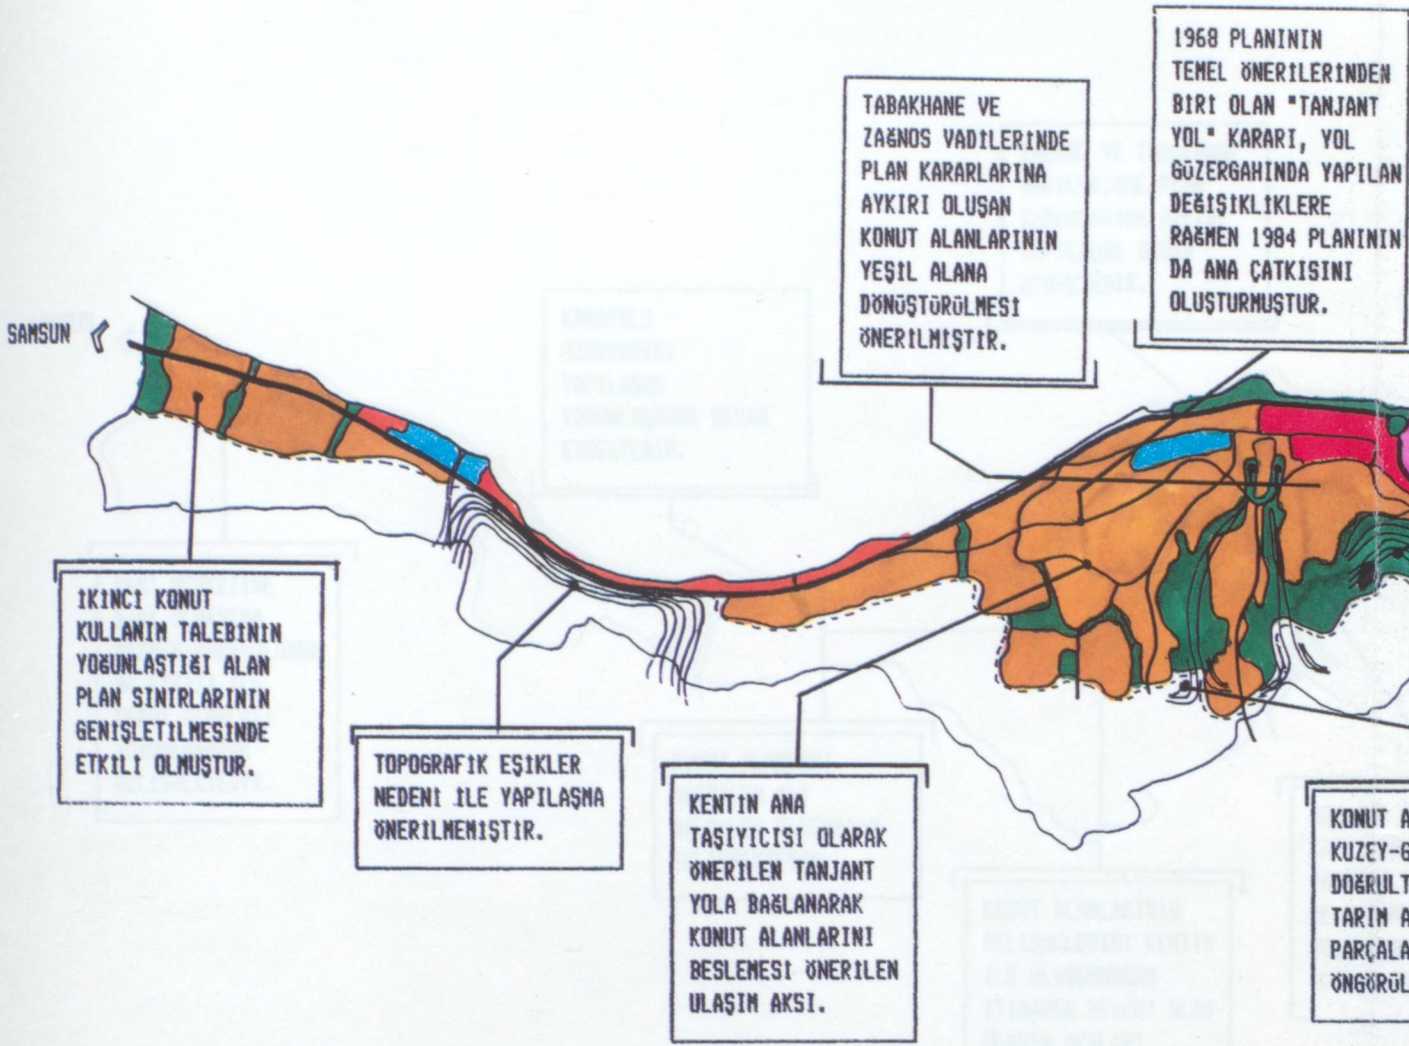 1968 PLANININ
TEMEL ÖNERİLERİNDEN
BİRİ OLAN "TANJANT
YOL" KARARI, YOL
GÜZERGAHINDA YAPILAN
DEĞİŞİKLİKLERE
RAĞMEN 1984 PLANININ
DA ANA ÇATKISINI
OLUŞTURMUŞTUR.
TABAKHANE VE
ZAĞNOS VADİLERİNDE
PLAN KARARLARINA
AYKIRI OLUŞAN
KONUT ALANLARININ
YEŞİL ALANA
DÖNÜŞTÜRÜLMESİ
ÖNERİLMİŞTİR.
SAMSUN
İKİNCİ KONUT
KULLANIM TALEBİNİN
YOĞUNLAŞTIĞI ALAN
PLAN SINIRLARININ
GENİŞLETİLMESİNDE
ETKİLİ OLMUŞTUR.
TOPOGRAFİK EŞİKLER
NEDENİ İLE YAPILAŞMA
ÖNERİLMEMİŞTİR.
KENTİN ANA
TAŞIYICISI OLARAK
ÖNERİLEN TANJANT
YOLA BAĞLANARAK
KONUT ALANLARINI
BESLEMESİ ÖNERİLEN
ULAŞIM AKSI.
KONUT A
KUZEY-G
DOĞRULT
TARIM A
PARÇALA
ÖNGÖRÜL